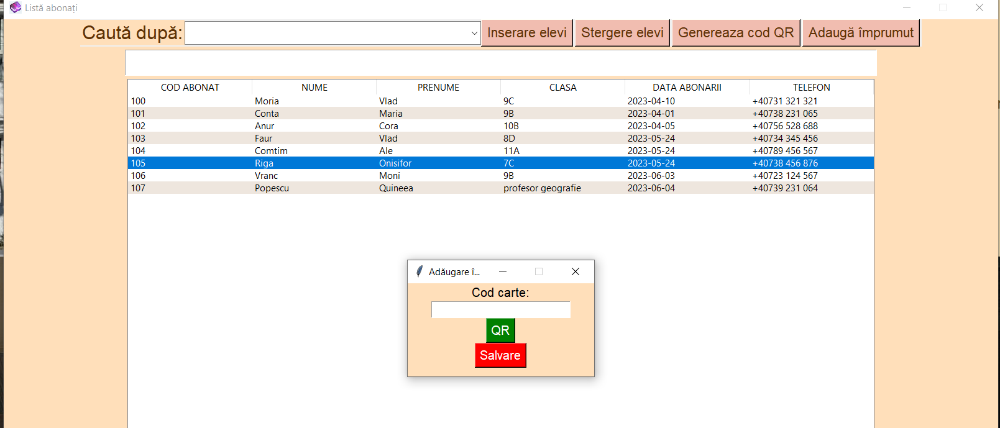 Listă abonați
Caută după: Inserare elevi Stergere elevi Genereaza cod QR Adaugă împrumut
COD ABONAT NUME PRENUME CLASA DATA ABONARII TELEFON
100 Moria Vlad 9C 2023-04-10 +40731 321 321
101 Conta Maria 9B 2023-04-01 +40738 231 065
102 Anur Cora 10B 2023-04-05 +40756 528 688
103 Faur Vlad 8D 2023-05-24 +40734 345 456
104 Comtim Ale 11A 2023-05-24 +40789 456 567
105 Riga Onisifor 7C 2023-05-24 +40738 456 876
106 Vranc Moni 9B 2023-06-03 +40723 124 567
107 Popescu Quineea profesor geografie 2023-06-04 +40739 231 064
Adăugare î...
Cod carte:
QR
Salvare